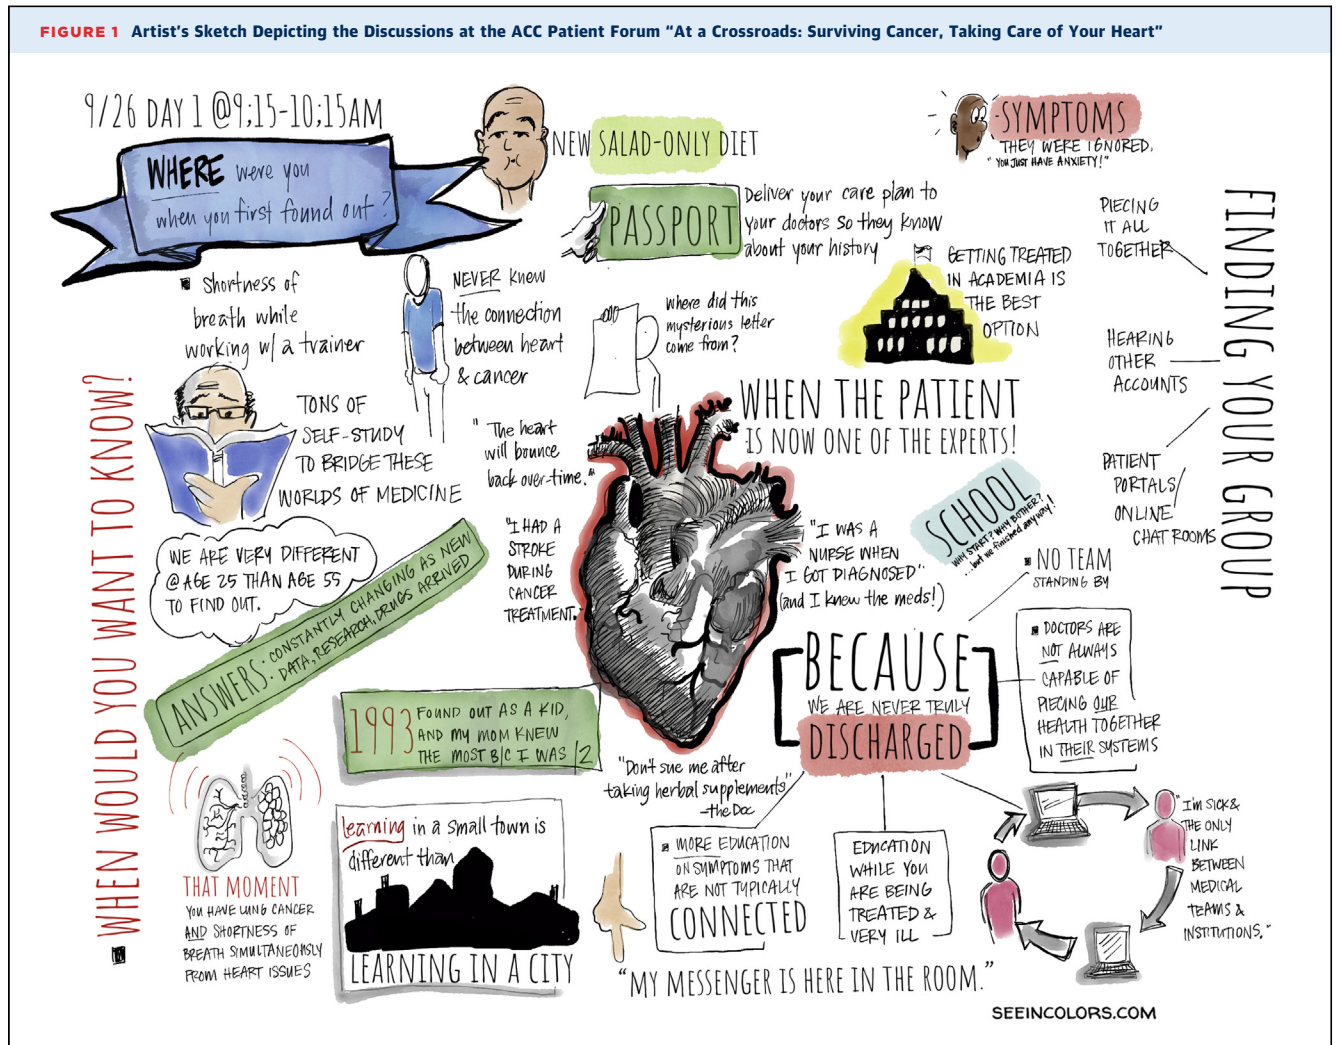 FIGURE 1 Artist's Sketch Depicting the Discussions at the ACC Patient Forum "At a Crossroads: Surviving Cancer, Taking Care of Your Heart"
9/26 DAY 1 @9;15-10;15AM
WHERE were you
when you first found out?
NEW SALAD-ONLY DIET
PASSPORT
Deliver your care plan to
your doctors so they know
about your history
SYMPTOMS
THEY WERE IGNORED,
"YOU JUST HAVE ANXIETY!"
Shortness of
breath while
working w/ a trainer
NEVER knew
the connection
between heart
& cancer
where did this
mysterious letter
come from?
GETTING TREATED
IN ACADEMIA IS
THE BEST
OPTION
FINDING YOUR GROUP
PIECING
IT ALL
TOGETHER
HEARING
OTHER
ACCOUNTS
PATIENT
PORTALS/
ONLINE
CHAT ROOMS
WHEN WOULD YOU WANT TO KNOW?
TONS OF
SELF-STUDY
TO BRIDGE THESE
WORLDS OF MEDICINE
"The heart
will bounce
back over-time."
WHEN THE PATIENT
IS NOW ONE OF THE EXPERTS!
WE ARE VERY DIFFERENT
@ AGE 25 THAN AGE 55
TO FIND OUT.
ANSWERS: CONSTANTLY CHANGING AS NEW
DATA, RESEARCH, DRUGS ARRIVED
"I HAD A
STROKE
DURING
CANCER
TREATMENT."
"I WAS A
NURSE WHEN
I GOT DIAGNOSED"
(and I knew the meds!)
SCHOOL
WHY START? WHY BOTHER?
...but we finished anyway!
NO TEAM
STANDING BY
BECAUSE
WE ARE NEVER TRULY
DISCHARGED
DOCTORS ARE
NOT ALWAYS
CAPABLE OF
PIECING OUR
HEALTH TOGETHER
IN THEIR SYSTEMS
1993 FOUND OUT AS A KID,
AND MY MOM KNEW
THE MOST B/C I WAS 12
"Don't sue me after
taking herbal supplements"
-the Doc
THAT MOMENT
YOU HAVE LUNG CANCER
AND SHORTNESS OF
BREATH SIMULTANEOUSLY
FROM HEART ISSUES
learning in a small town is
different than
LEARNING IN A CITY
MORE EDUCATION
ON SYMPTOMS THAT
ARE NOT TYPICALLY
CONNECTED
EDUCATION
WHILE YOU
ARE BEING
TREATED &
VERY ILL
"I'M SICK &
THE ONLY
LINK
BETWEEN
MEDICAL
TEAMS &
INSTITUTIONS."
"MY MESSENGER IS HERE IN THE ROOM."
SEEINCOLORS.COM